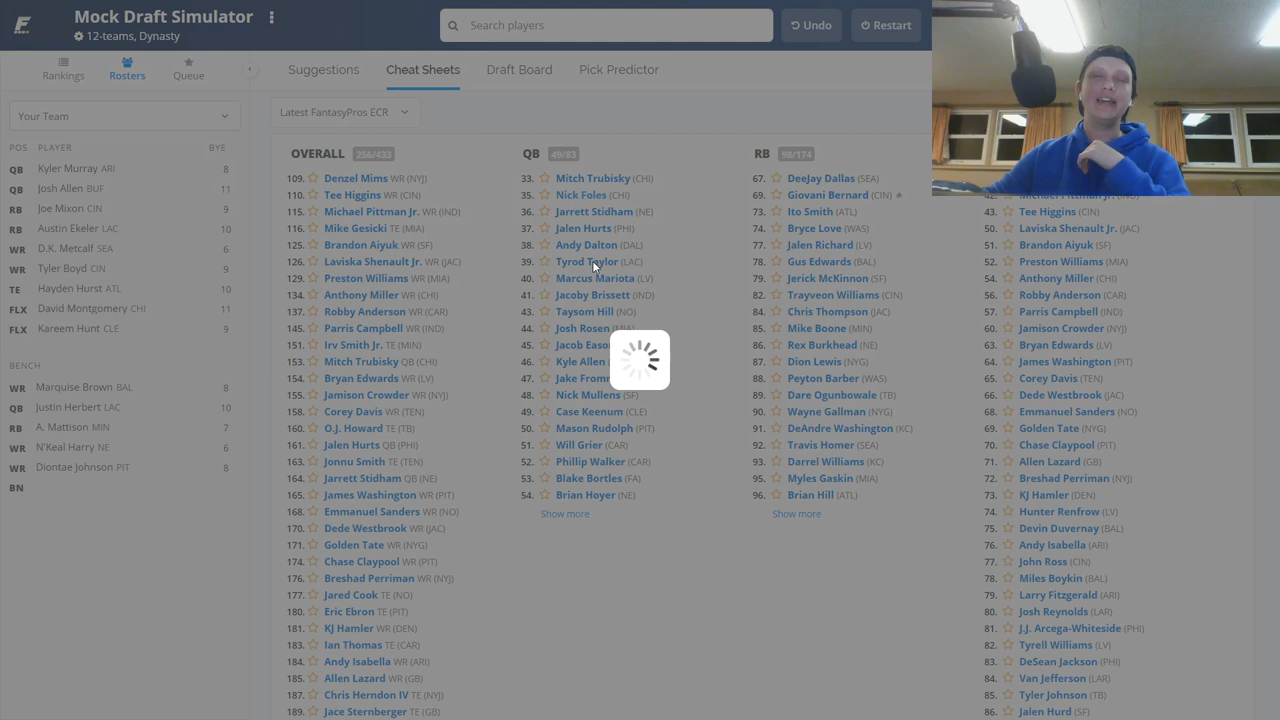 Mock Draft Simulator
12-teams, Dynasty
Search players
Undo
Restart
Rankings
Rosters
Queue
Suggestions
Cheat Sheets
Draft Board
Pick Predictor
Your Team
Latest FantasyPros ECR
POS PLAYER BYE
QB Kyler Murray ARI 8
QB Josh Allen BUF 11
RB Joe Mixon CIN 9
RB Austin Ekeler LAC 10
WR D.K. Metcalf SEA 6
WR Tyler Boyd CIN 9
TE Hayden Hurst ATL 10
FLX David Montgomery CHI 11
FLX Kareem Hunt CLE 9
BENCH
WR Marquise Brown BAL 8
QB Justin Herbert LAC 10
RB A. Mattison MIN 7
WR N'Keal Harry NE 6
WR Diontae Johnson PIT 8
BN
OVERALL 256/433
109. Denzel Mims WR (NYJ)
110. Tee Higgins WR (CIN)
115. Michael Pittman Jr. WR (IND)
116. Mike Gesicki TE (MIA)
125. Brandon Aiyuk WR (SF)
126. Laviska Shenault Jr. WR (JAC)
129. Preston Williams WR (MIA)
134. Anthony Miller WR (CHI)
137. Robby Anderson WR (CAR)
145. Parris Campbell WR (IND)
151. Irv Smith Jr. TE (MIN)
153. Mitch Trubisky QB (CHI)
154. Bryan Edwards WR (LV)
155. Jamison Crowder WR (NYJ)
158. Corey Davis WR (TEN)
160. O.J. Howard TE (TB)
161. Jalen Hurts QB (PHI)
163. Jonnu Smith TE (TEN)
164. Jarrett Stidham QB (NE)
165. James Washington WR (PIT)
168. Emmanuel Sanders WR (NO)
170. Dede Westbrook WR (JAC)
171. Golden Tate WR (NYG)
174. Chase Claypool WR (PIT)
176. Breshad Perriman WR (NYJ)
177. Jared Cook TE (NO)
180. Eric Ebron TE (PIT)
181. KJ Hamler WR (DEN)
183. Ian Thomas TE (CAR)
184. Andy Isabella WR (ARI)
185. Allen Lazard WR (GB)
187. Chris Herndon IV TE (NYJ)
189. Jace Sternberger TE (GB)
QB 49/83
33. Mitch Trubisky (CHI)
35. Nick Foles (CHI)
36. Jarrett Stidham (NE)
37. Jalen Hurts (PHI)
38. Andy Dalton (DAL)
39. Tyrod Taylor (LAC)
40. Marcus Mariota (LV)
41. Jacoby Brissett (IND)
43. Taysom Hill (NO)
44. Josh Rosen (MIA)
45. Jacob Easo
46. Kyle Allen
47. Jake Fromm
48. Nick Mullens (SF)
49. Case Keenum (CLE)
50. Mason Rudolph (PIT)
51. Will Grier (CAR)
52. Phillip Walker (CAR)
53. Blake Bortles (FA)
54. Brian Hoyer (NE)
Show more
RB 98/174
67. DeeJay Dallas (SEA)
69. Giovani Bernard (CIN)
73. Ito Smith (ATL)
74. Bryce Love (WAS)
77. Jalen Richard (LV)
78. Gus Edwards (BAL)
79. Jerick McKinnon (SF)
82. Trayveon Williams (CIN)
84. Chris Thompson (JAC)
85. Mike Boone (MIN)
86. Rex Burkhead (NE)
87. Dion Lewis (NYG)
88. Peyton Barber (WAS)
89. Dare Ogunbowale (TB)
90. Wayne Gallman (NYG)
91. DeAndre Washington (KC)
92. Travis Homer (SEA)
93. Darrel Williams (KC)
95. Myles Gaskin (MIA)
96. Brian Hill (ATL)
Show more
43. Tee Higgins (CIN)
50. Laviska Shenault Jr. (JAC)
51. Brandon Aiyuk (SF)
52. Preston Williams (MIA)
54. Anthony Miller (CHI)
56. Robby Anderson (CAR)
57. Parris Campbell (IND)
60. Jamison Crowder (NYJ)
63. Bryan Edwards (LV)
64. James Washington (PIT)
65. Corey Davis (TEN)
66. Dede Westbrook (JAC)
68. Emmanuel Sanders (NO)
69. Golden Tate (NYG)
70. Chase Claypool (PIT)
71. Allen Lazard (GB)
72. Breshad Perriman (NYJ)
73. KJ Hamler (DEN)
74. Hunter Renfrow (LV)
75. Devin Duvernay (BAL)
76. Andy Isabella (ARI)
77. John Ross (CIN)
78. Miles Boykin (BAL)
79. Larry Fitzgerald (ARI)
80. Josh Reynolds (LAR)
81. J.J. Arcega-Whiteside (PHI)
82. Tyrell Williams (LV)
83. DeSean Jackson (PHI)
84. Van Jefferson (LAR)
85. Tyler Johnson (TB)
86. Jalen Hurd (SF)